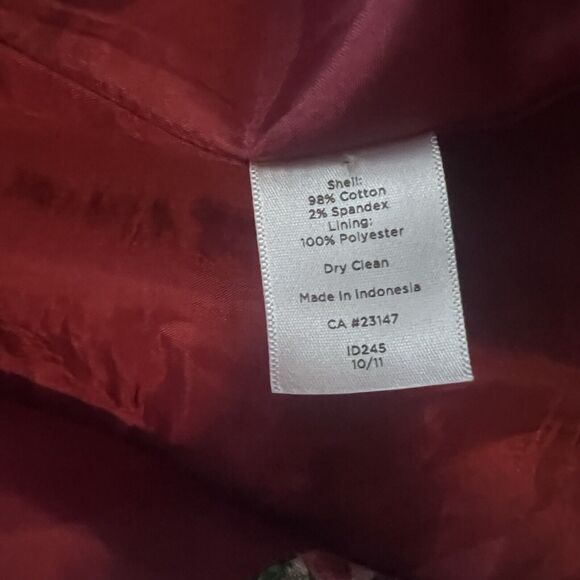 Shell:
98% Cotton
2% Spandex
Lining:
100% Polyester
Dry Clean
Made In Indonesia
CA #23147
ID245
10/11